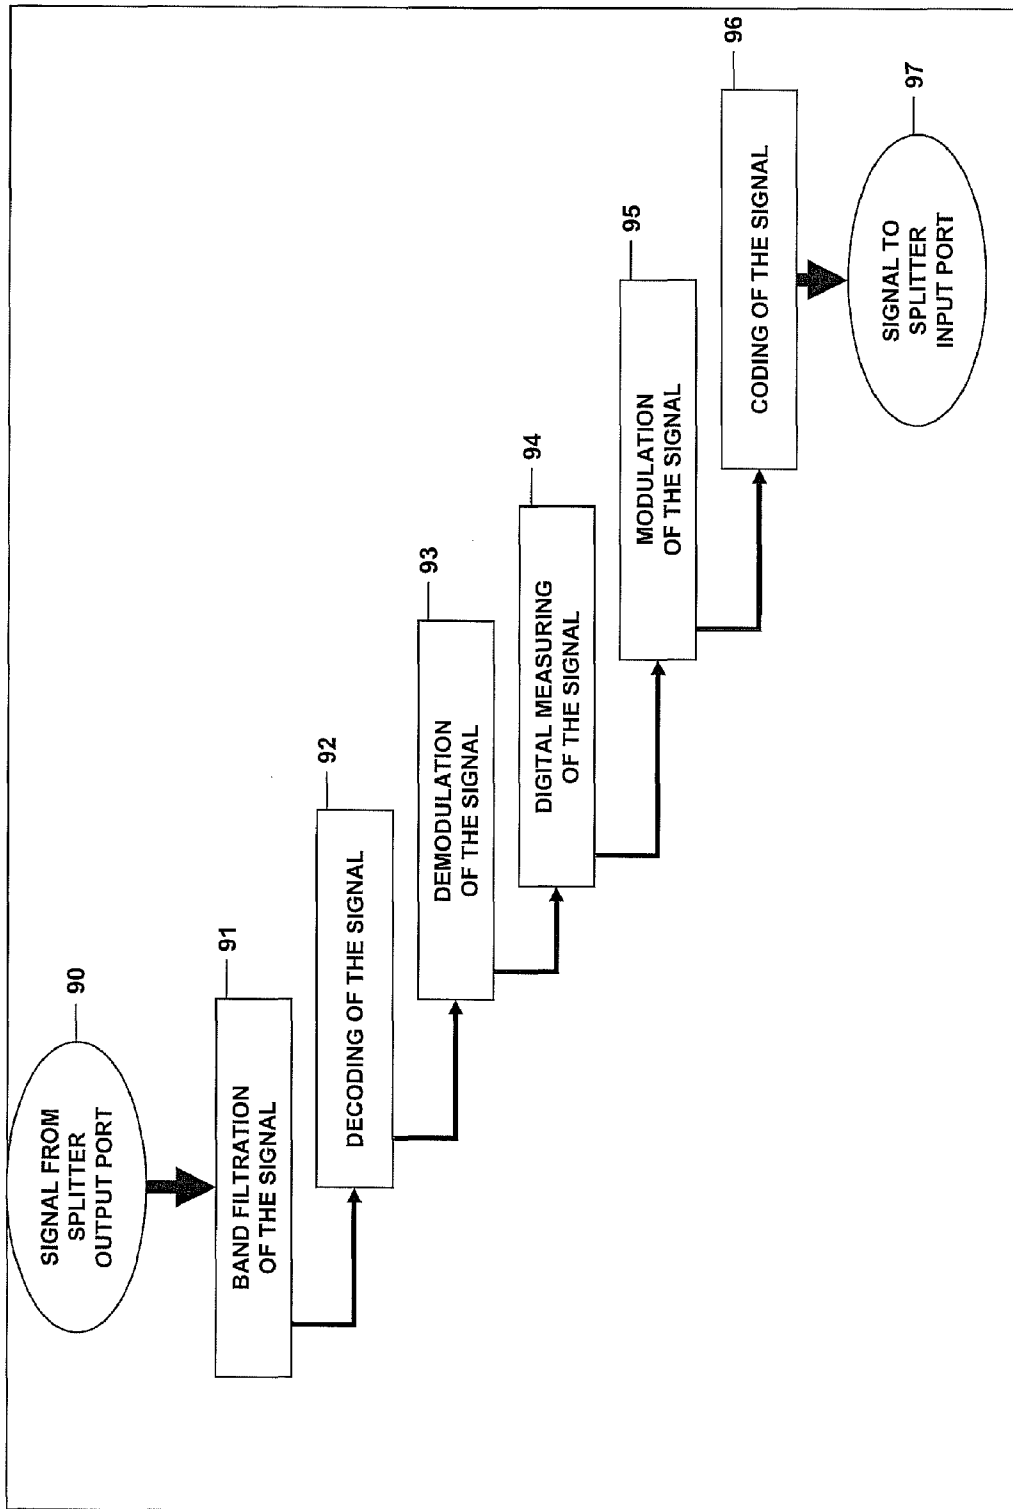 SIGNAL FROM
SPLITTER
OUTPUT PORT
90
BAND FILTRATION
OF THE SIGNAL
91
DECODING OF THE SIGNAL
92
DEMODULATION
OF THE SIGNAL
93
DIGITAL MEASURING
OF THE SIGNAL
94
MODULATION
OF THE SIGNAL
95
CODING OF THE SIGNAL
96
SIGNAL TO
SPLITTER
INPUT PORT
97